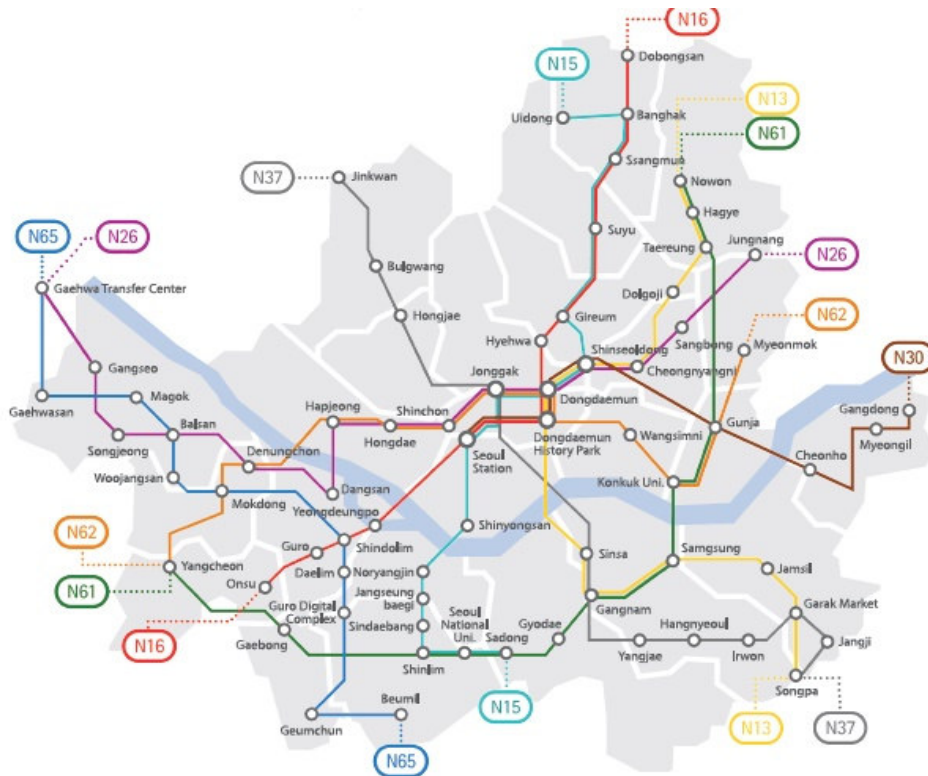 N16
Dobongsan
N15
Uidong
Banghak
N13
N61
Ssangmun
N37
Jinkwan
Nowon
Hagye
Suyu
Taereung
Jungnang
N65
N26
N26
Bulgwang
Gaehwa Transfer Center
Dolgoji
Hongjae
Gireum
N62
Hyehwa
Sangbong
Myeonmok
Shinseoldong
N30
Gangseo
Jonggak
Cheongnyangni
Gaehwasan
Magok
Dongdaemun
Hapjeong
Shinchon
Gangdong
Balsan
Hongdae
Dongdaemun
History Park
Wangsimni
Gunja
Myeongil
Songjeong
Denungchon
Seoul
Station
Cheonho
Woojangsan
Konkuk Uni.
Mokdong
Dangsan
Yeongdeungpo
Shinyongsan
N62
Guro
Shindolim
Sinsa
Samsung
Yangcheon
Onsu
Daelim
Noryangjin
Jamsil
N61
Guro Digital
Complex
Jangseung
baegi
Seoul
National
Uni.
Gangnam
Garak Market
Sindaebang
Sadong
Gyodae
Hangnyeoul
N16
Gaebong
Shinlim
Yangjae
Irwon
Jangji
Songpa
Beumil
N15
Geumchun
N13
N37
N65